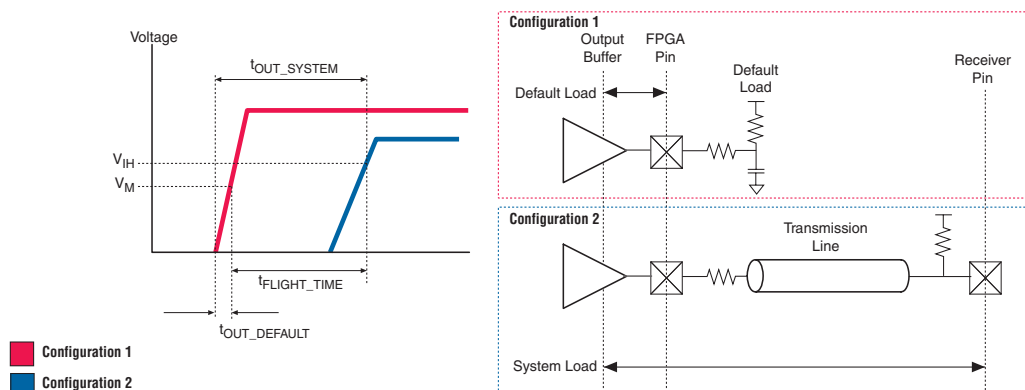 Voltage
tOUT_SYSTEM
VIH
VM
tFLIGHT_TIME
tOUT_DEFAULT
Configuration 1
Configuration 2
Configuration 1
Output
Buffer
FPGA
Pin
Default
Load
Receiver
Pin
Default Load
Configuration 2
Transmission
Line
System Load